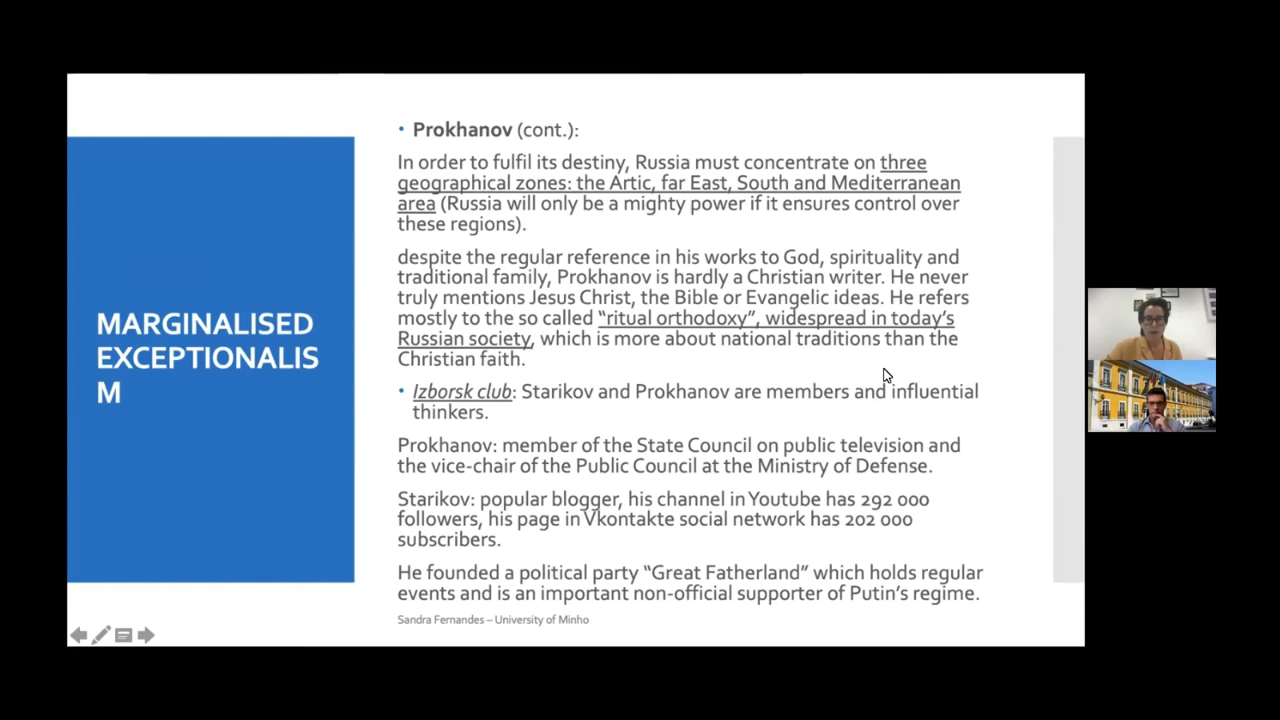 MARGINALISED
EXCEPTIONALIS
M
• Prokhanov (cont.):
In order to fulfil its destiny, Russia must concentrate on three
geographical zones: the Artic, far East, South and Mediterranean
area (Russia will only be a mighty power if it ensures control over
these regions).
despite the regular reference in his works to God, spirituality and
traditional family, Prokhanov is hardly a Christian writer. He never
truly mentions Jesus Christ, the Bible or Evangelic ideas. He refers
mostly to the so called “ritual orthodoxy”, widespread in today’s
Russian society, which is more about national traditions than the
Christian faith.
• Izborsk club: Starikov and Prokhanov are members and influential
thinkers.
Prokhanov: member of the State Council on public television and
the vice-chair of the Public Council at the Ministry of Defense.
Starikov: popular blogger, his channel in Youtube has 292 000
followers, his page in Vkontakte social network has 202 000
subscribers.
He founded a political party “Great Fatherland” which holds regular
events and is an important non-official supporter of Putin’s regime.
Sandra Fernandes – University of Minho